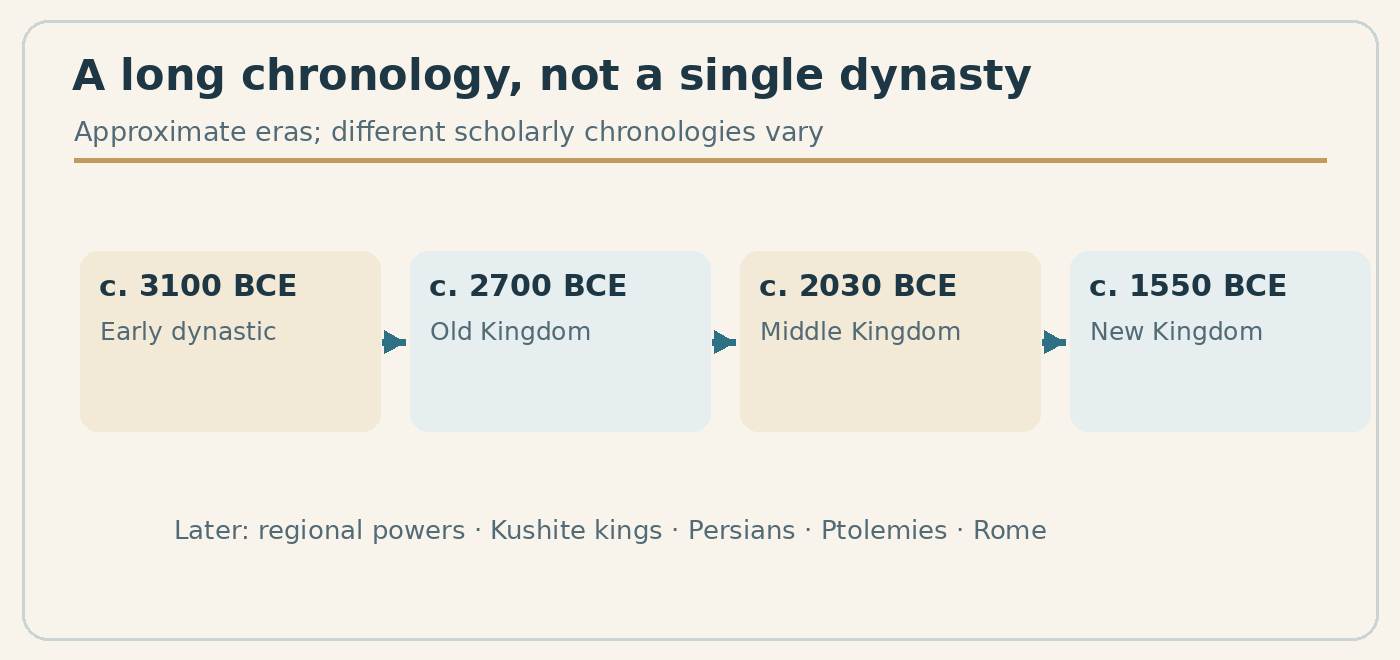 A long chronology, not a single dynasty
Approximate eras; different scholarly chronologies vary
c. 3100 BCE
Early dynastic
c. 2700 BCE
Old Kingdom
c. 2030 BCE
Middle Kingdom
c. 1550 BCE
New Kingdom
Later: regional powers · Kushite kings · Persians · Ptolemies · Rome